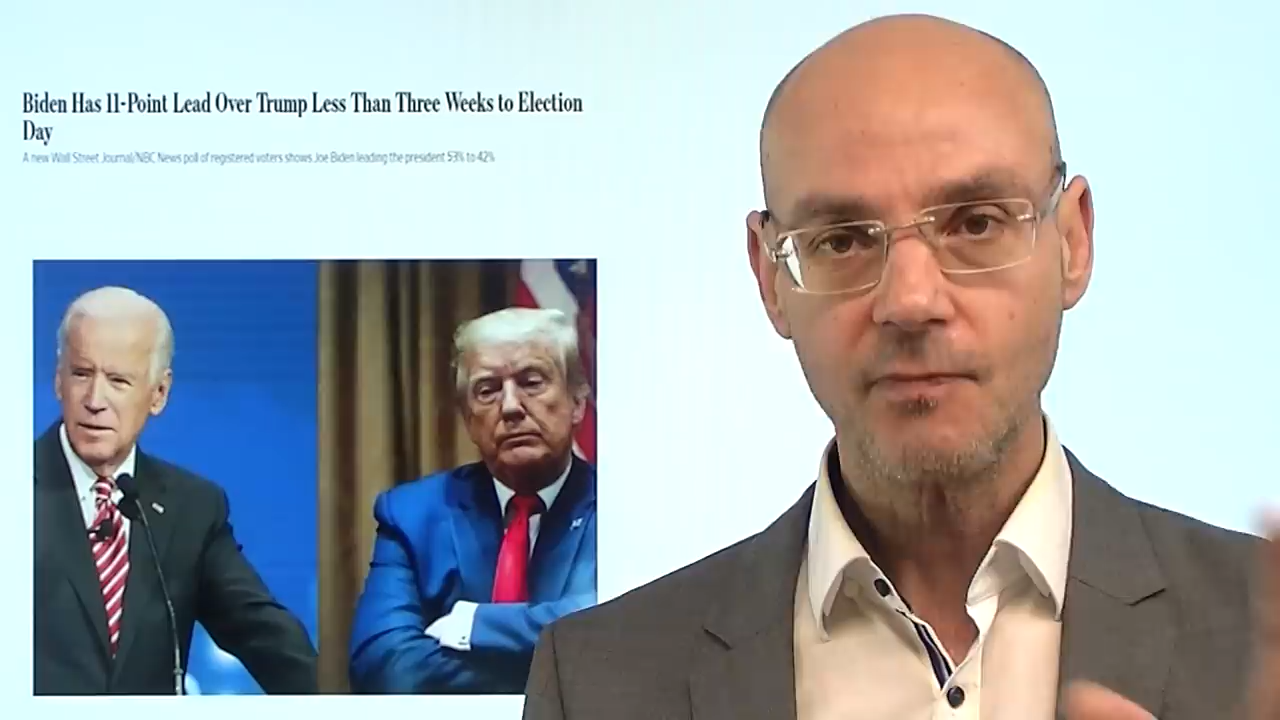 Biden Has 11-Point Lead Over Trump Less Than Three Weeks to Election
Day
A new Wall Street Journal/NBC News poll of registered voters shows Joe Biden leading the president 53% to 42%